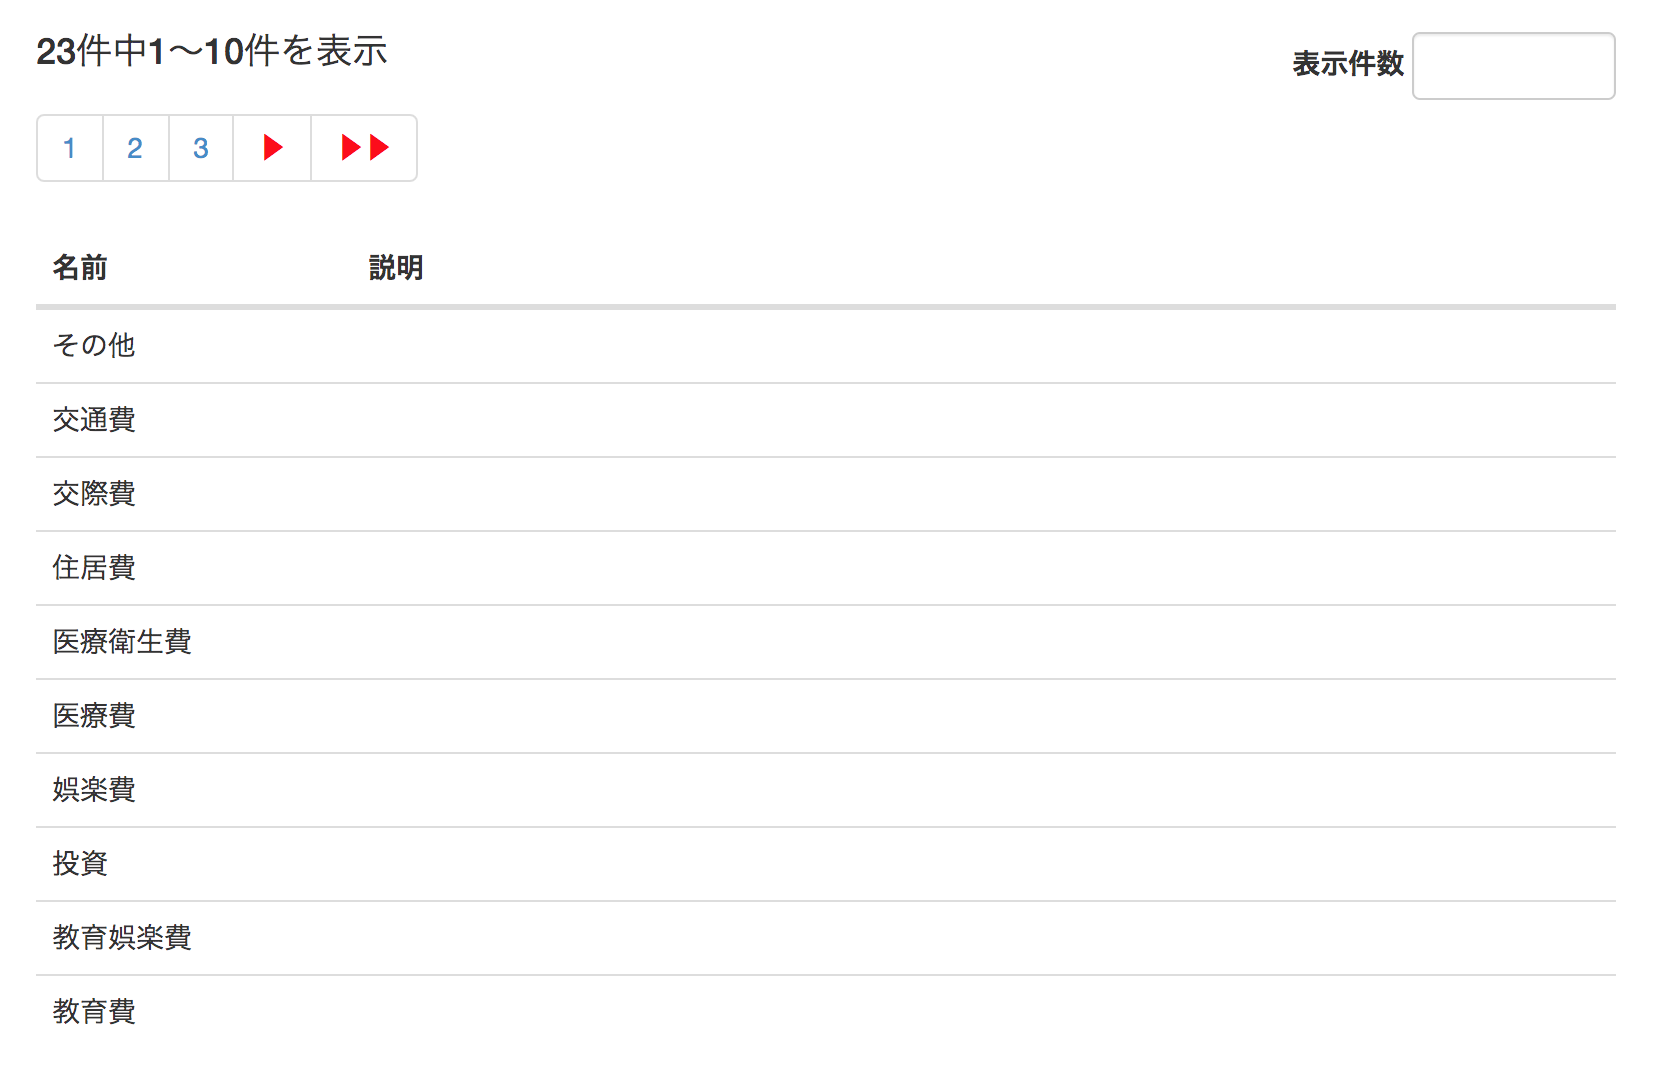 23件中1〜10件を表示
表示件数
1 2 3 ▶ ▶▶
名前 説明
その他
交通費
交際費
住居費
医療衛生費
医療費
娯楽費
投資
教育娯楽費
教育費